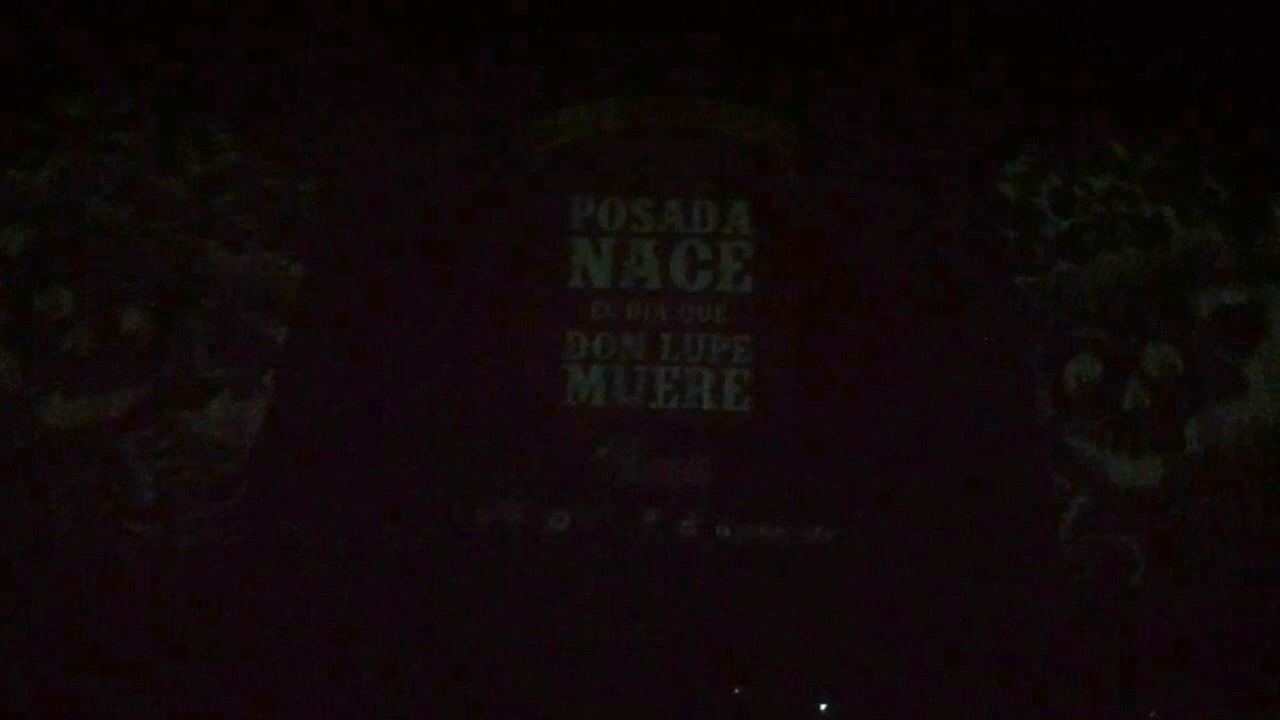 POSADA
NACE
EL DIA QUE
DON LUPE
MUERE